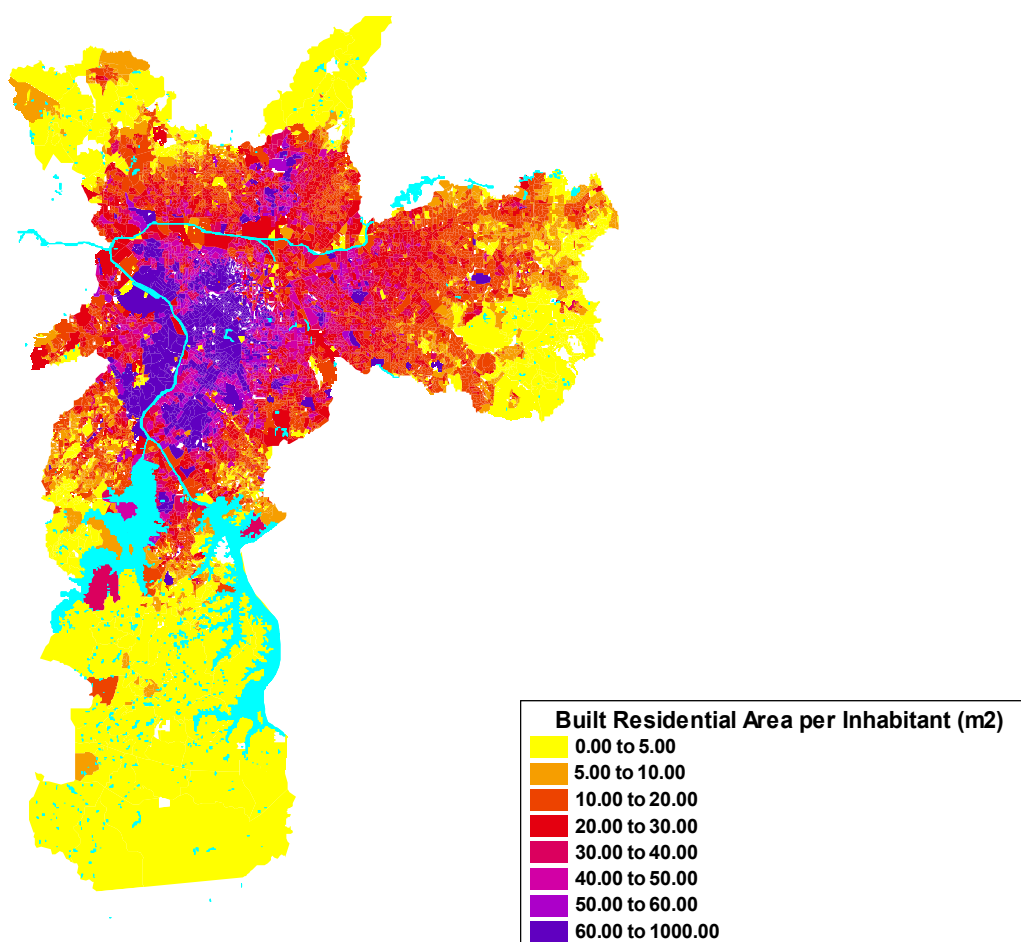 Built Residential Area per Inhabitant (m2)
0.00 to 5.00
5.00 to 10.00
10.00 to 20.00
20.00 to 30.00
30.00 to 40.00
40.00 to 50.00
50.00 to 60.00
60.00 to 1000.00